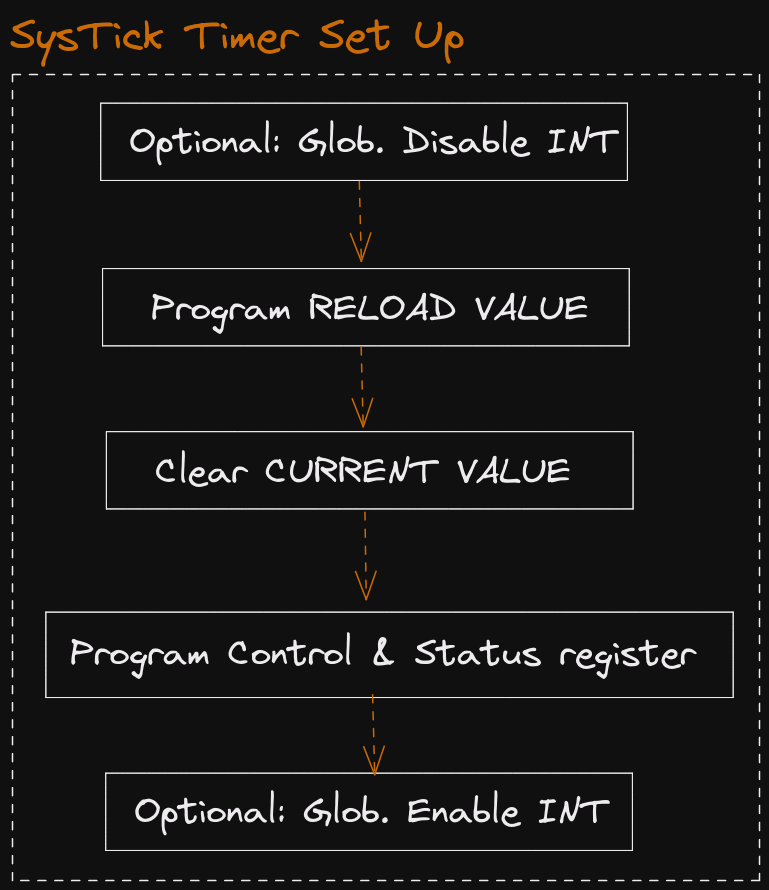 SysTick Timer Set Up
Optional: Glob. Disable INT
Program RELOAD VALUE
Clear CURRENT VALUE
Program Control & Status register
Optional: Glob. Enable INT